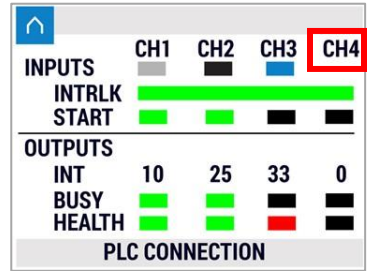 CH1 CH2 CH3 CH4
INPUTS
INTRLK
START
OUTPUTS
INT 10 25 33 0
BUSY
HEALTH
PLC CONNECTION